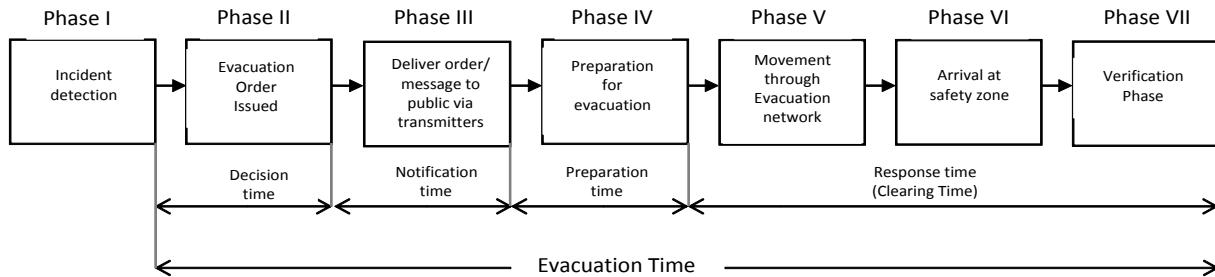 Phase I
Phase II
Phase III
Phase IV
Phase V
Phase VI
Phase VII
Incident
detection
Evacuation
Order
Issued
Deliver order/
message to
public via
transmitters
Preparation
for
evacuation
Movement
through
Evacuation
network
Arrival at
safety zone
Verification
Phase
Decision
time
Notification
time
Preparation
time
Response time
(Clearing Time)
Evacuation Time